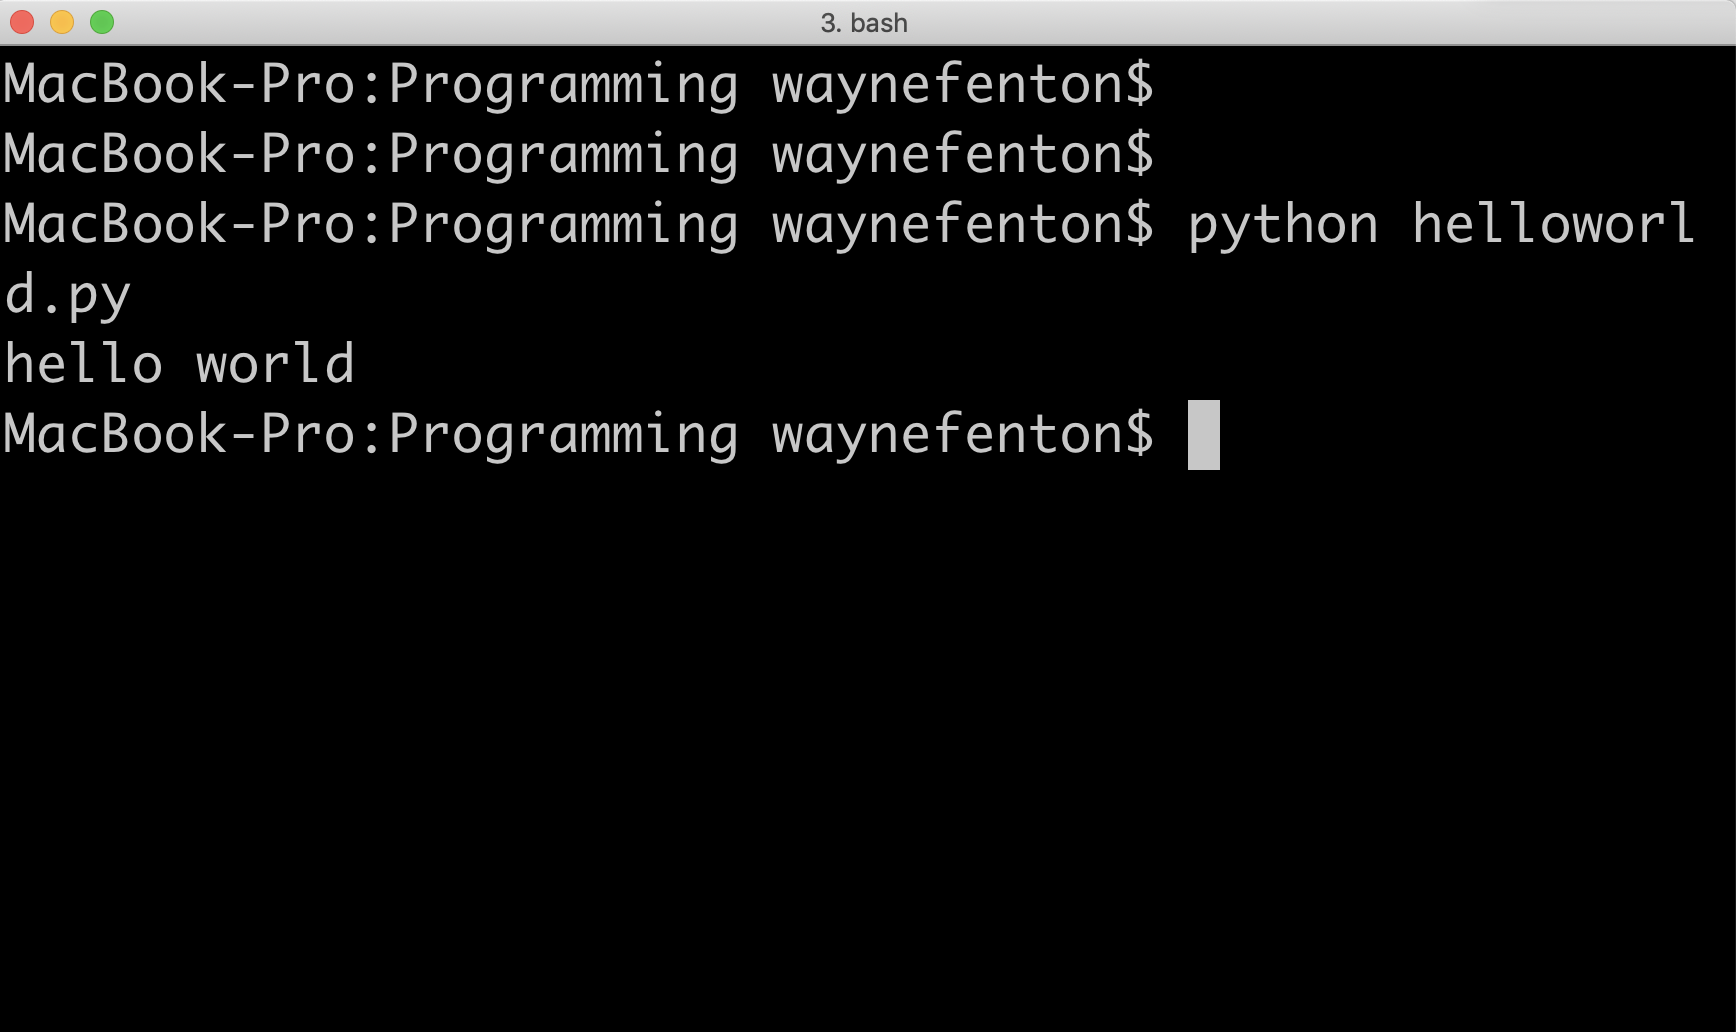 3. bash
MacBook-Pro:Programming waynefenton$
MacBook-Pro:Programming waynefenton$
MacBook-Pro:Programming waynefenton$ python helloworl
d.py
hello world
MacBook-Pro:Programming waynefenton$